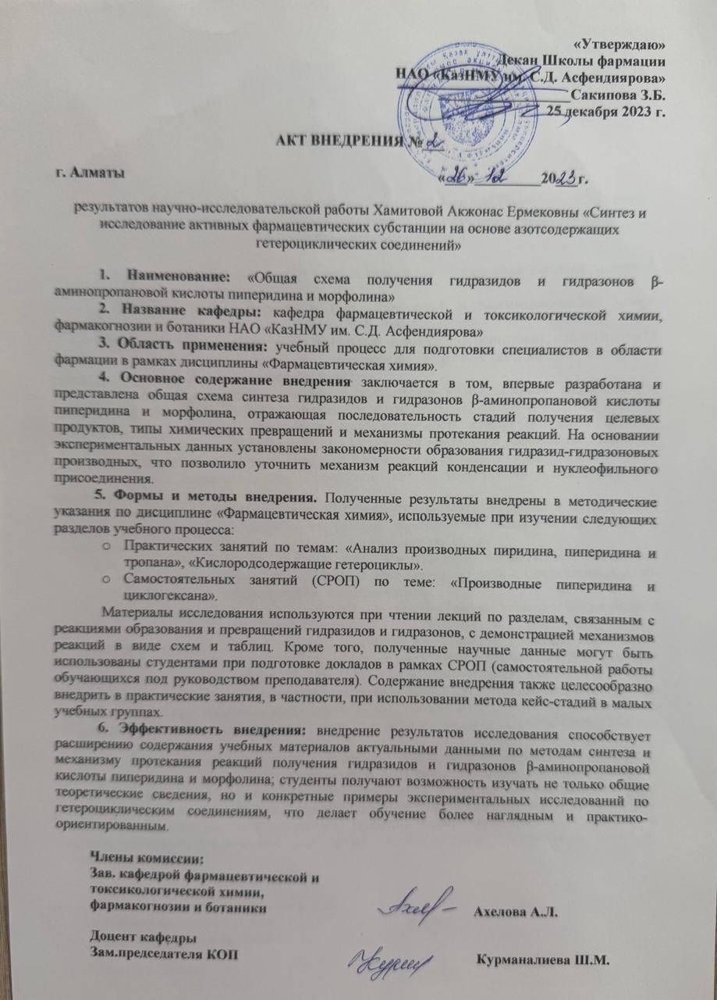 «Утверждаю»
Декан Школы фармации
НАО «КазНМУ им. С.Д. Асфендиярова»
Сакипова З.Б.
25 декабря 2023 г.
АКТ ВНЕДРЕНИЯ № 2
г. Алматы «26» 12 2023 г.
результатов научно-исследовательской работы Хамитовой Акжонас Ермековны «Синтез и
исследование активных фармацевтических субстанции на основе азотсодержащих
гетероциклических соединений»
1. Наименование: «Общая схема получения гидразидов и гидразонов β-
аминопропановой кислоты пиперидина и морфолина»
2. Название кафедры: кафедра фармацевтической и токсикологической химии,
фармакогнозии и ботаники НАО «КазНМУ им. С.Д. Асфендиярова»
3. Область применения: учебный процесс для подготовки специалистов в области
фармации в рамках дисциплины «Фармацевтическая химия».
4. Основное содержание внедрения заключается в том, впервые разработана и
представлена общая схема синтеза гидразидов и гидразонов β-аминопропановой кислоты
пиперидина и морфолина, отражающая последовательность стадий получения целевых
продуктов, типы химических превращений и механизмы протекания реакций. На основании
экспериментальных данных установлены закономерности образования гидразид-гидразоновых
производных, что позволило уточнить механизм реакций конденсации и нуклеофильного
присоединения.
5. Формы и методы внедрения. Полученные результаты внедрены в методические
указания по дисциплине «Фармацевтическая химия», используемые при изучении следующих
разделов учебного процесса:
o Практических занятий по темам: «Анализ производных пиридина, пиперидина и
тропана», «Кислородсодержащие гетероциклы».
o Самостоятельных занятий (СРОП) по теме: «Производные пиперидина и
циклогексана».
Материалы исследования используются при чтении лекций по разделам, связанным с
реакциями образования и превращений гидразидов и гидразонов, с демонстрацией механизмов
реакций в виде схем и таблиц. Кроме того, полученные научные данные могут быть
использованы студентами при подготовке докладов в рамках СРОП (самостоятельной работы
обучающихся под руководством преподавателя). Содержание внедрения также целесообразно
внедрить в практические занятия, в частности, при использовании метода кейс-стадий в малых
учебных группах.
6. Эффективность внедрения: внедрение результатов исследования способствует
расширению содержания учебных материалов актуальными данными по методам синтеза и
механизму протекания реакций получения гидразидов и гидразонов β-аминопропановой
кислоты пиперидина и морфолина; студенты получают возможность изучать не только общие
теоретические сведения, но и конкретные примеры экспериментальных исследований по
гетероциклическим соединениям, что делает обучение более наглядным и практико-
ориентированным.
Члены комиссии:
Зав. кафедрой фармацевтической и
токсикологической химии,
фармакогнозии и ботаники Ахелова А.Л.
Доцент кафедры
Зам.председателя КОП Курманалиева Ш.М.